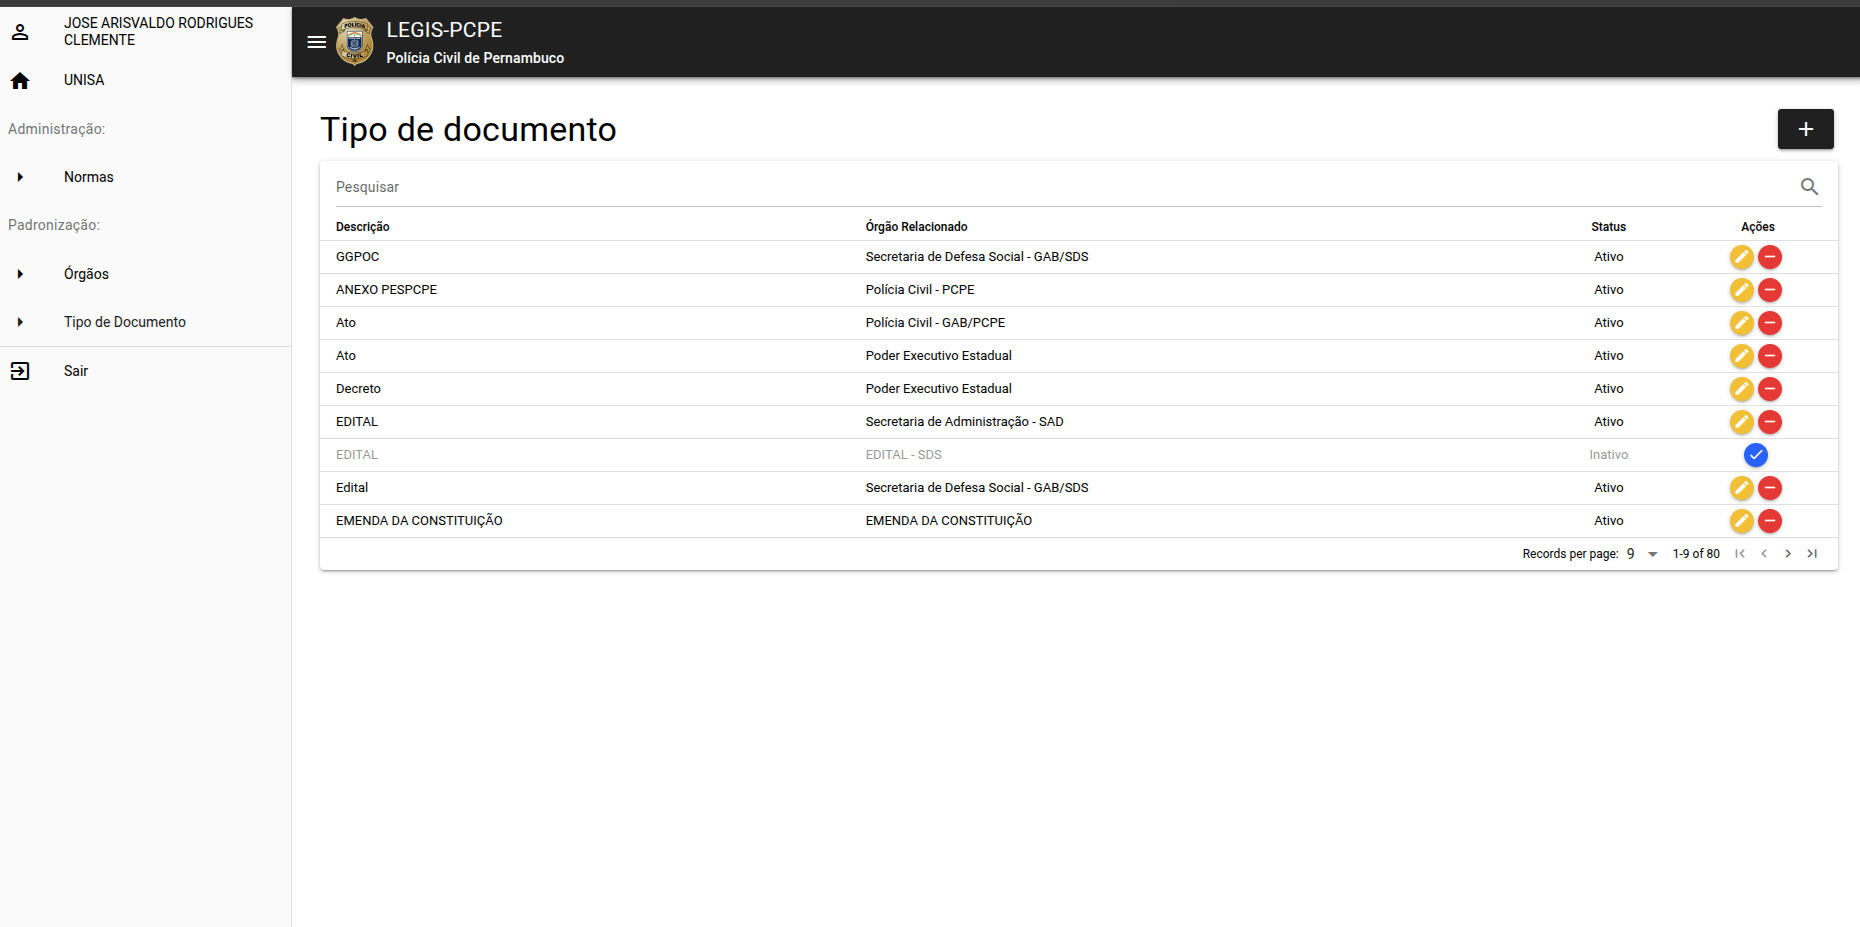 JOSE ARISVALDO RODRIGUES
CLEMENTE
UNISA
Administração:
Normas
Padronização:
Órgãos
Tipo de Documento
Sair
LEGIS-PCPE
Polícia Civil de Pernambuco
Tipo de documento
+
Pesquisar
Descrição Órgão Relacionado Status Ações
GGPOC Secretaria de Defesa Social - GAB/SDS Ativo
ANEXO PESPCPE Polícia Civil - PCPE Ativo
Ato Polícia Civil - GAB/PCPE Ativo
Ato Poder Executivo Estadual Ativo
Decreto Poder Executivo Estadual Ativo
EDITAL Secretaria de Administração - SAD Ativo
EDITAL EDITAL - SDS Inativo
Edital Secretaria de Defesa Social - GAB/SDS Ativo
EMENDA DA CONSTITUIÇÃO EMENDA DA CONSTITUIÇÃO Ativo
Records per page: 9 1-9 of 80